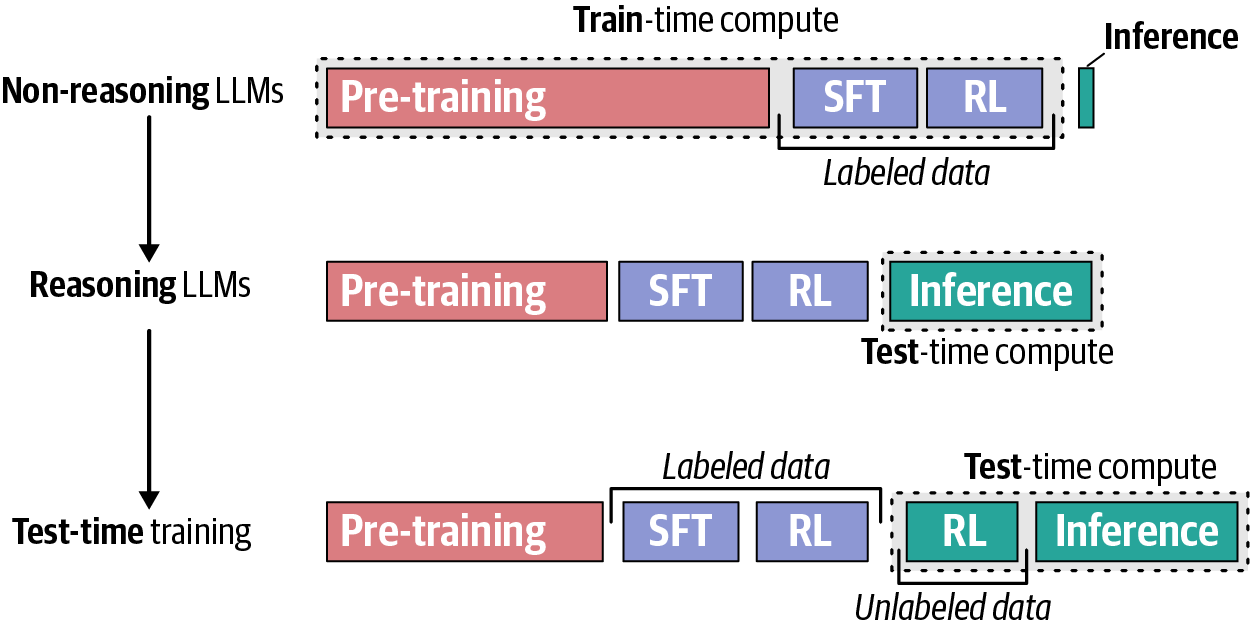 Train-time compute
Inference
Non-reasoning LLMs
Pre-training
SFT
RL
Labeled data
Reasoning LLMs
Pre-training
SFT
RL
Inference
Test-time compute
Labeled data
Test-time compute
Test-time training
Pre-training
SFT
RL
RL
Inference
Unlabeled data